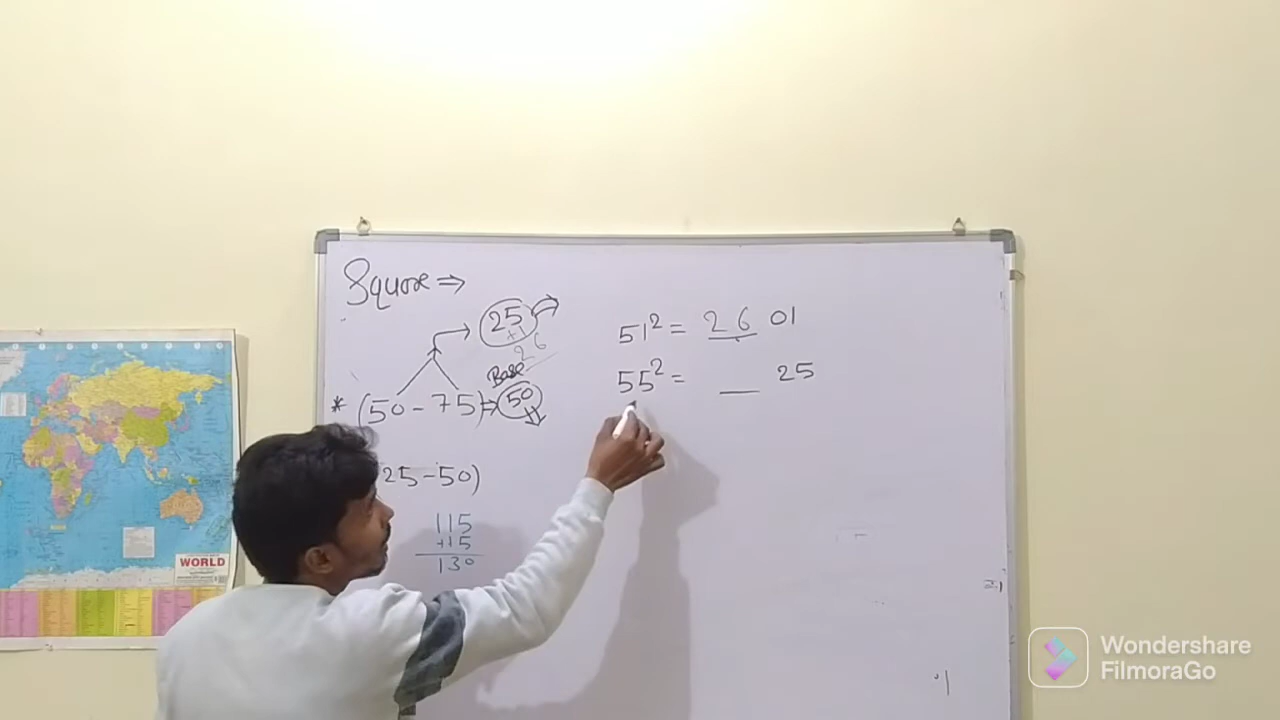 Square ⇒
25
+1
26
Base
* (50-75)⇒ 50
25-50)
115
+15
130
51² = 26 01
55² = __ 25
WORLD
Wondershare
FilmoraGo